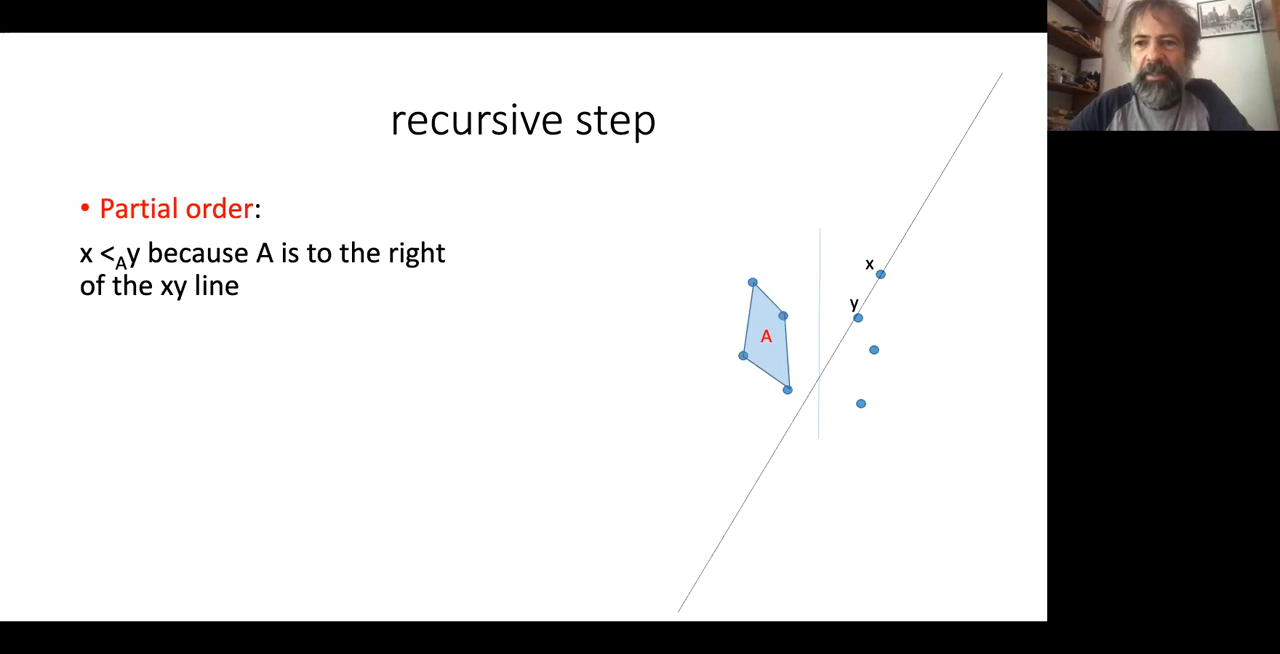 recursive step
• Partial order:
x <Ay because A is to the right
of the xy line
x
y
A